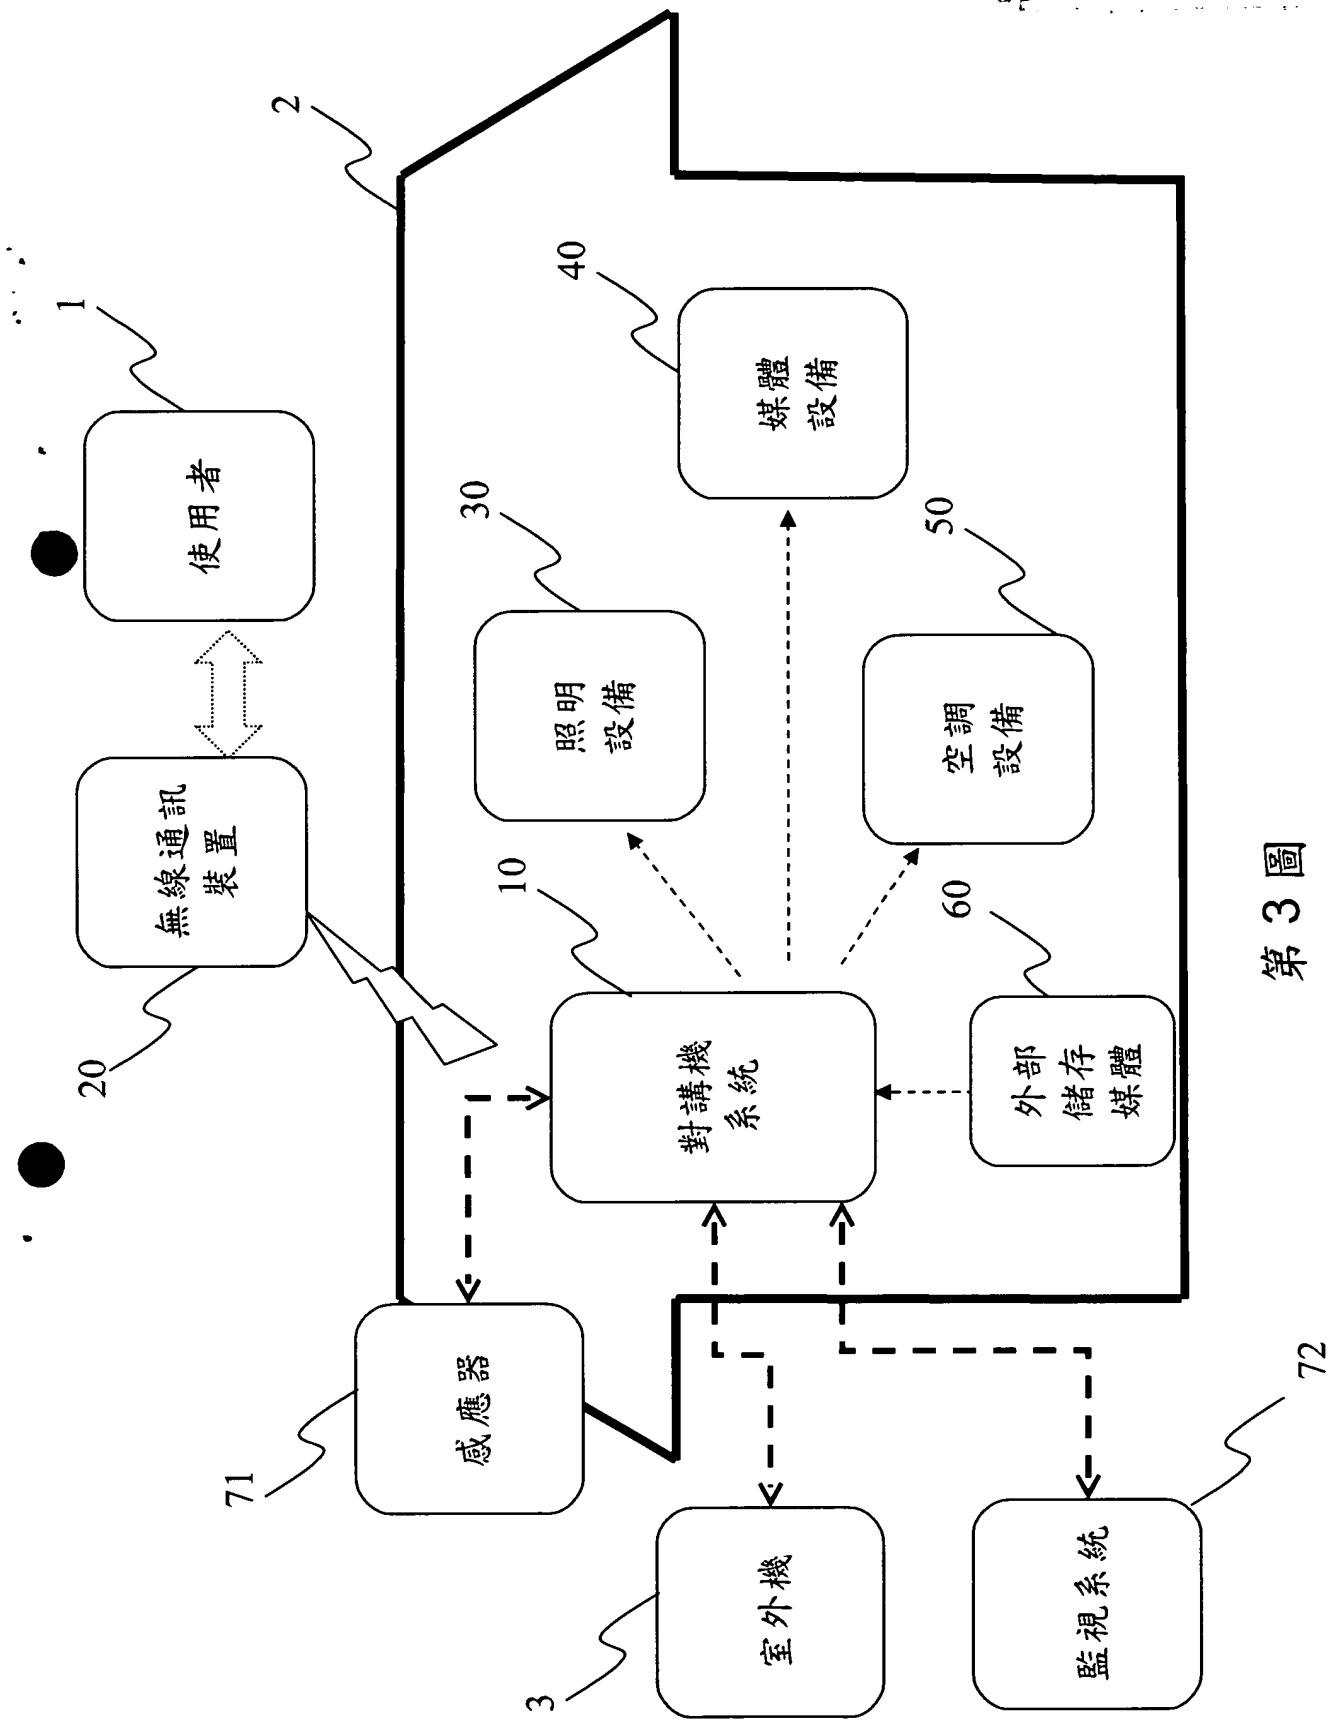 71
感應器
3
室外機
72
監視系統
20
無線通訊
裝置
1
使用者
2
10
對講機
系統
30
照明
設備
40
媒體
設備
50
空調
設備
60
外部
儲存
媒體
第 3 圖